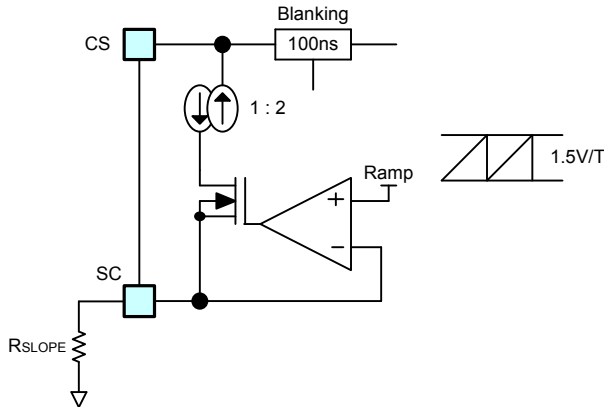 Blanking
CS
100ns
1 : 2
Ramp
1.5V/T
+
−
SC
RSLOPE